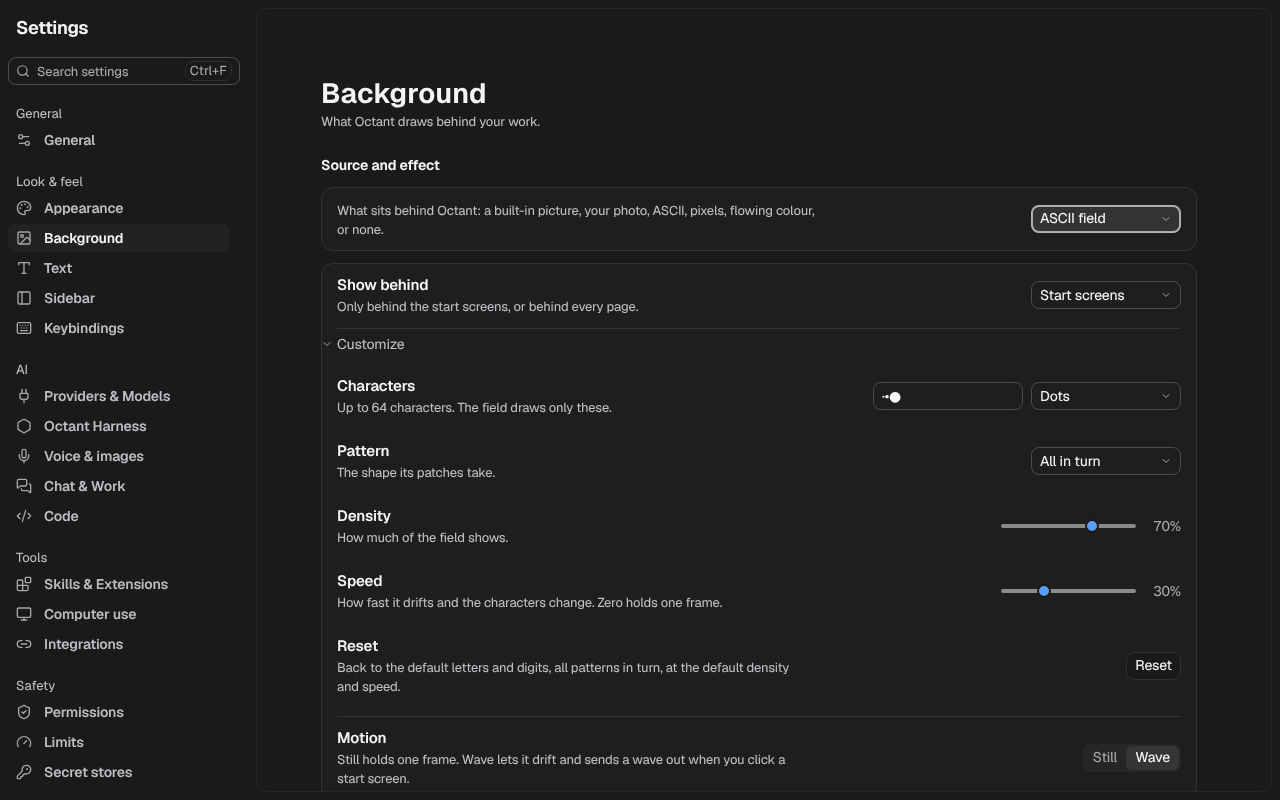 Settings
Search settings
Ctrl+F
General
General
Look & feel
Appearance
Background
Text
Sidebar
Keybindings
AI
Providers & Models
Octant Harness
Voice & images
Chat & Work
Code
Tools
Skills & Extensions
Computer use
Integrations
Safety
Permissions
Limits
Secret stores
Background
What Octant draws behind your work.
Source and effect
What sits behind Octant: a built-in picture, your photo, ASCII, pixels, flowing colour,
or none.
ASCII field
Show behind
Only behind the start screens, or behind every page.
Start screens
Customize
Characters
Up to 64 characters. The field draws only these.
·•●
Dots
Pattern
The shape its patches take.
All in turn
Density
How much of the field shows.
70%
Speed
How fast it drifts and the characters change. Zero holds one frame.
30%
Reset
Back to the default letters and digits, all patterns in turn, at the default density
and speed.
Reset
Motion
Still holds one frame. Wave lets it drift and sends a wave out when you click a
start screen.
Still
Wave